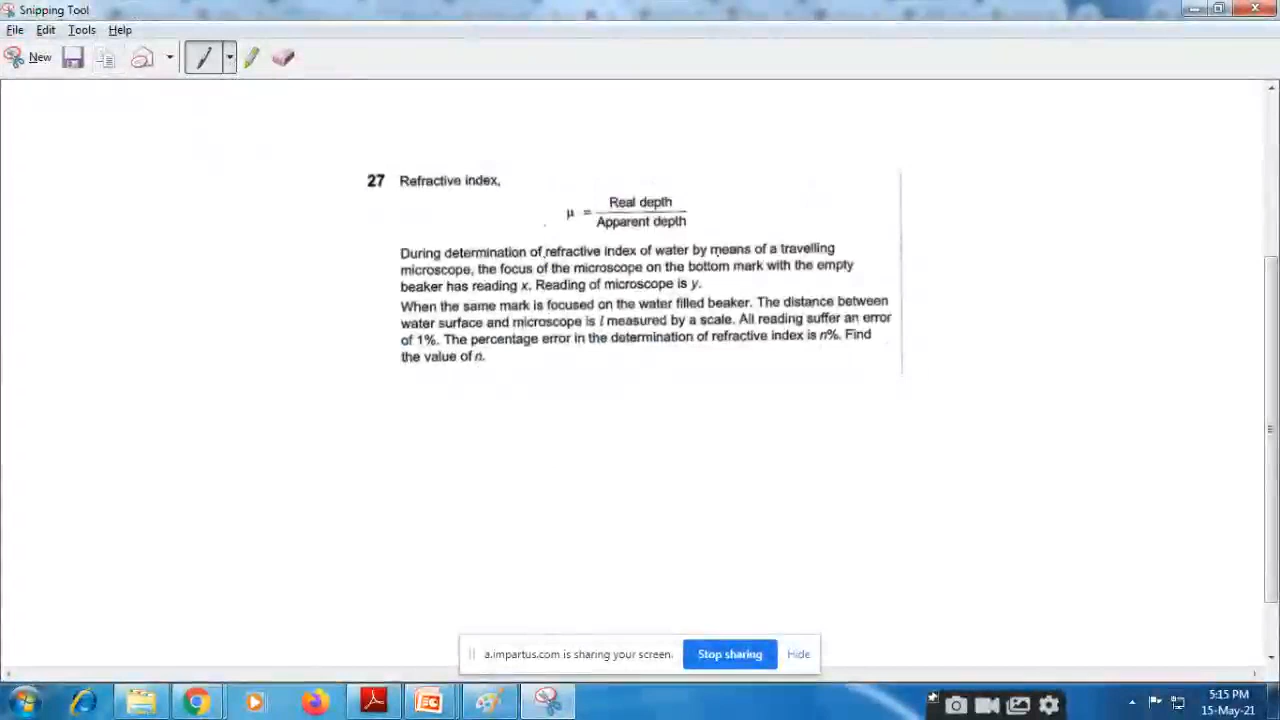 Snipping Tool
File Edit Tools Help
New
27 Refractive index,
μ = Real depth
Apparent depth
During determination of refractive index of water by means of a travelling
microscope, the focus of the microscope on the bottom mark with the empty
beaker has reading x. Reading of microscope is y.
When the same mark is focused on the water filled beaker. The distance between
water surface and microscope is l measured by a scale. All reading suffer an error
of 1%. The percentage error in the determination of refractive index is n%. Find
the value of n.
a.impartus.com is sharing your screen. Stop sharing Hide
5:15 PM
15-May-21